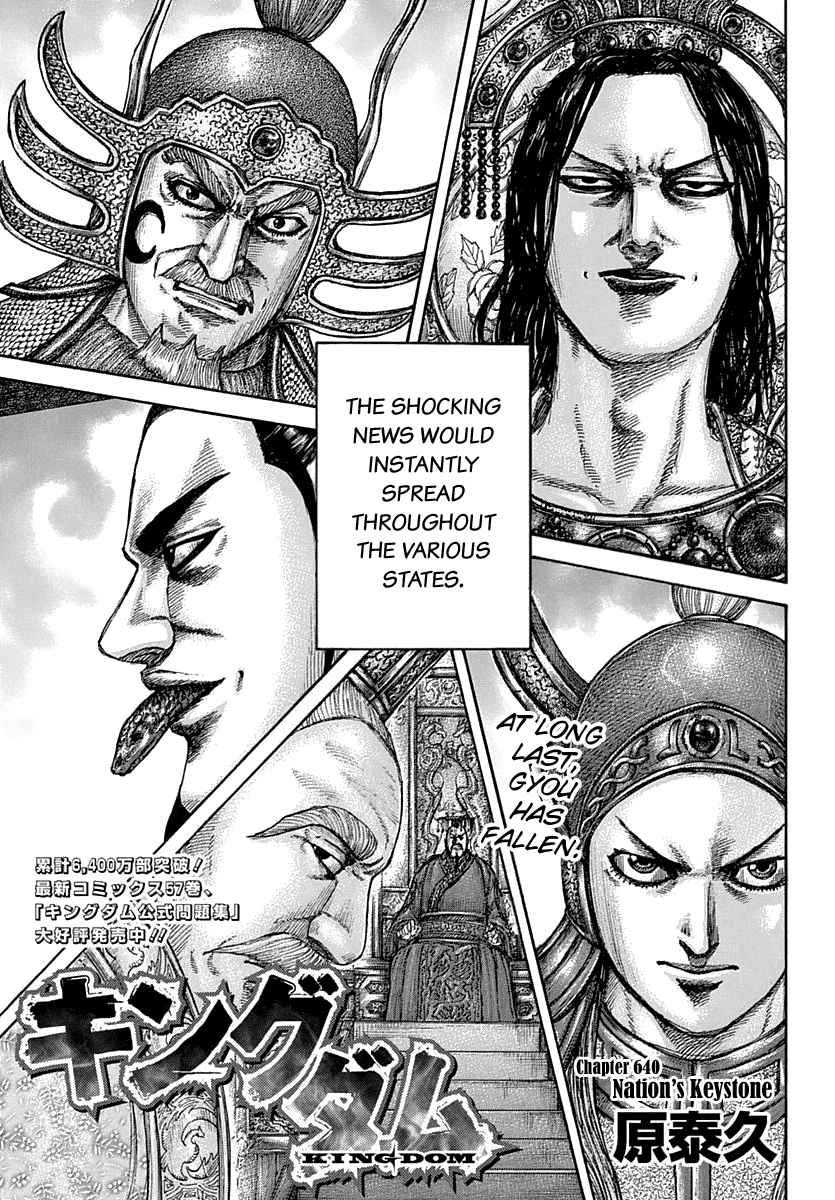 THE SHOCKING
NEWS WOULD
INSTANTLY
SPREAD
THROUGHOUT
THE VARIOUS
STATES.
AT LONG
LAST,
GYOU
HAS
FALLEN.
累計6,400万部突破!
最新コミックス57巻、
「キングダム公式問題集」
大好評発売中!!
キングダム
KINGDOM
Chapter 640
Nation's Keystone
原泰久